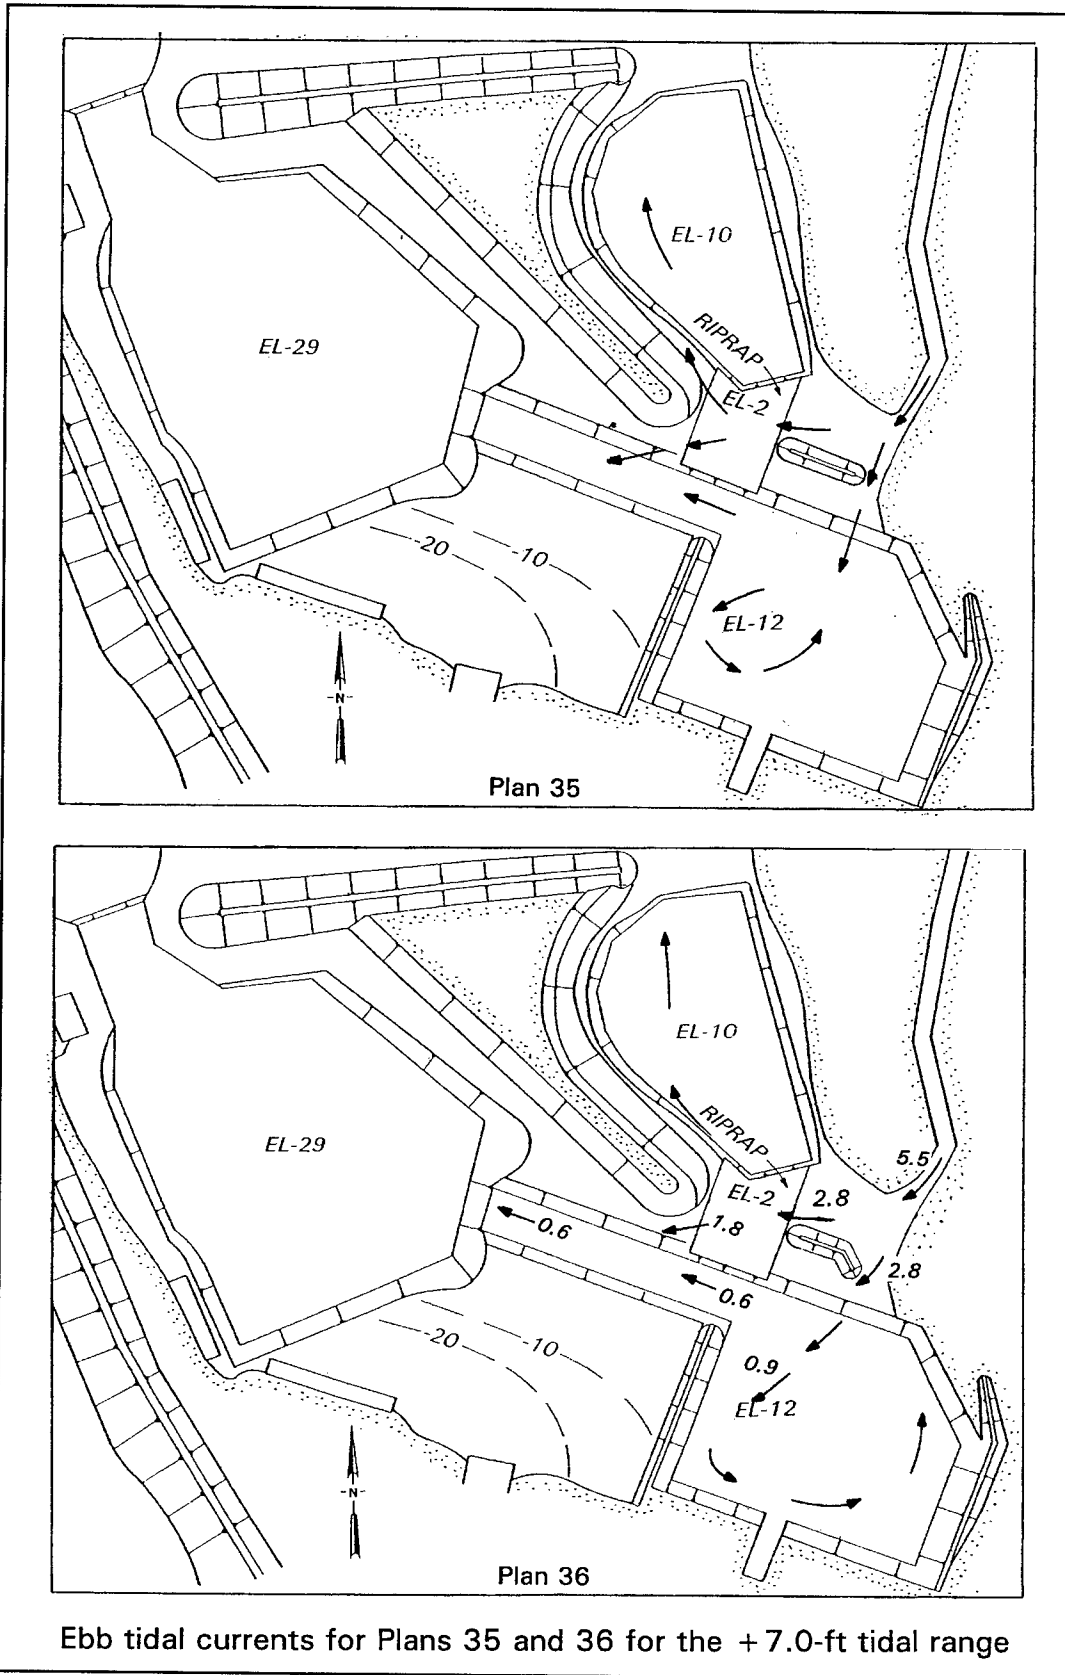 EL-10
EL-29
RIPRAP
EL-2
-20
-10
EL-12
N
Plan 35
EL-10
EL-29
RIPRAP
5.5
EL-2
2.8
1.8
0.6
2.8
0.6
-20
-10
0.9
EL-12
N
Plan 36
Ebb tidal currents for Plans 35 and 36 for the +7.0-ft tidal range